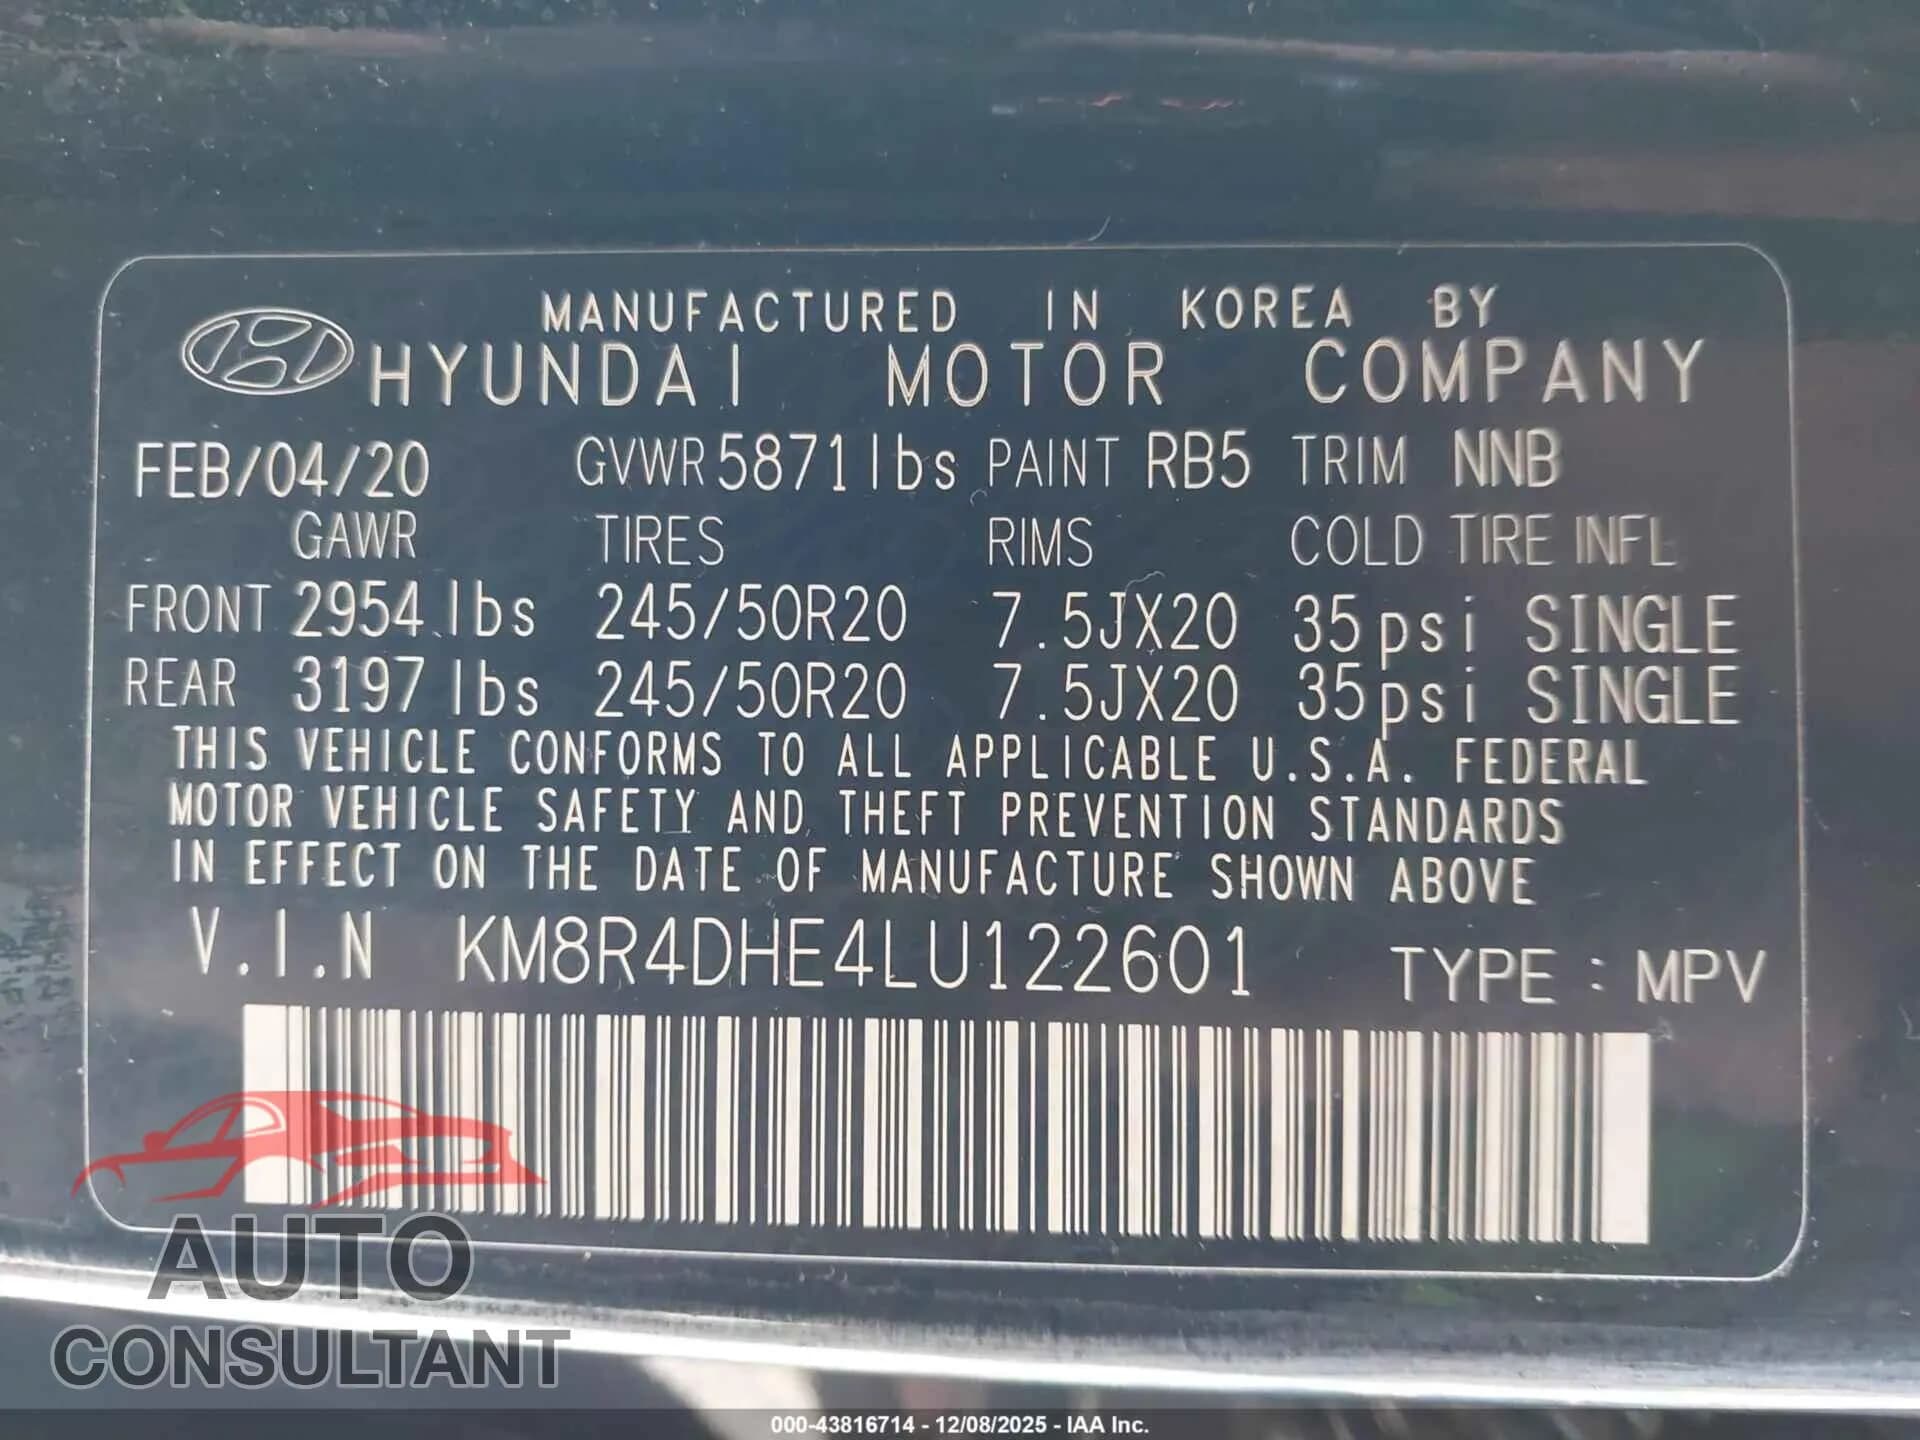 MANUFACTURED IN KOREA BY
HYUNDAI MOTOR COMPANY
FEB/04/20 GVWR 5871lbs PAINT RB5 TRIM NNB
GAWR TIRES RIMS COLD TIRE INFL
FRONT 2954 lbs 245/50R20 7.5JX20 35psi SINGLE
REAR 3197 lbs 245/50R20 7.5JX20 35psi SINGLE
THIS VEHICLE CONFORMS TO ALL APPLICABLE U.S.A. FEDERAL
MOTOR VEHICLE SAFETY AND THEFT PREVENTION STANDARDS
IN EFFECT ON THE DATE OF MANUFACTURE SHOWN ABOVE
V.I.N KM8R4DHE4LU122601 TYPE : MPV
AUTO
CONSULTANT
000-43816714 - 12/08/2025 - IAA Inc.